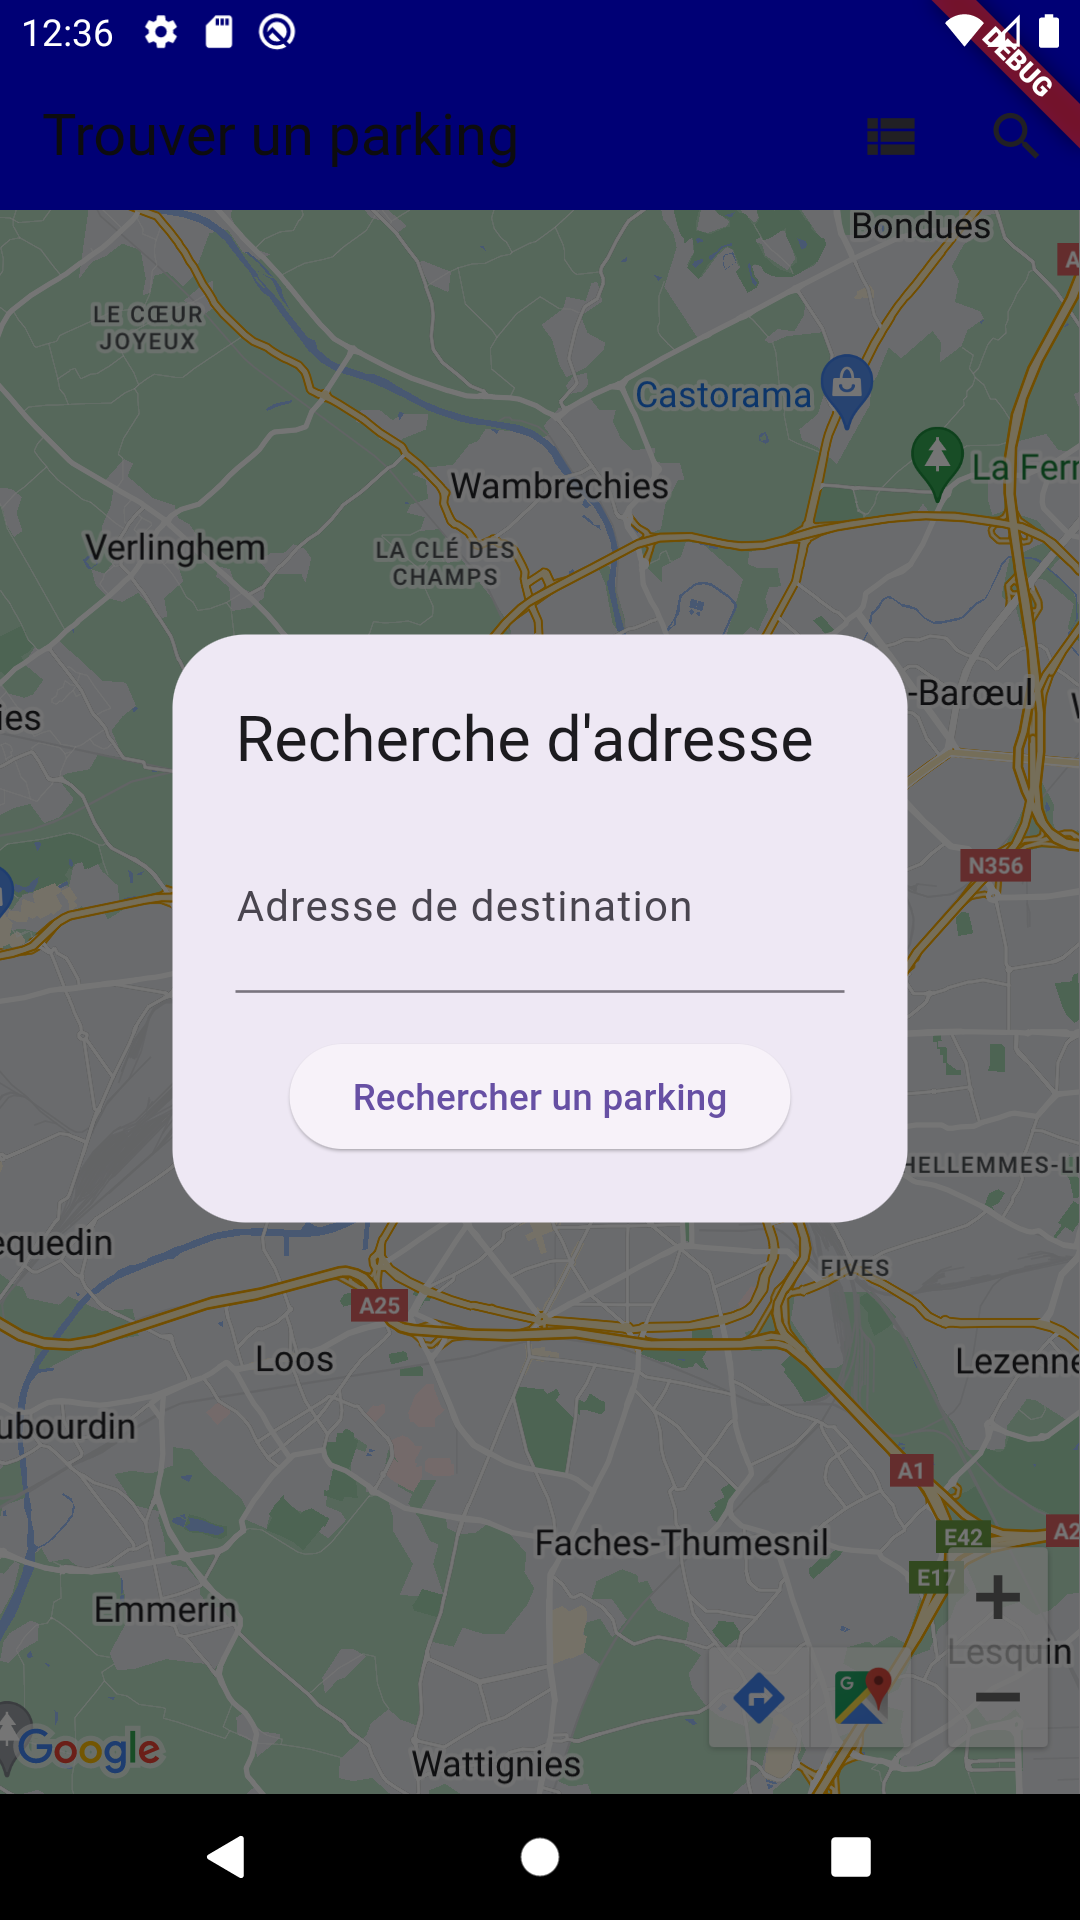 12:36
DEBUG
Trouver un parking
Bondues
A
LE CŒUR
JOYEUX
Castorama
La Ferr
Wambrechies
Verlinghem
LA CLÉ DES
CHAMPS
-Barœul
ies
Recherche d'adresse
N356
Adresse de destination
Rechercher un parking
HELLEMMES-LI
equedin
FIVES
A25
Loos
Lezenne
ubourdin
A1
Faches-Thumesnil
E42
A2
E17
Emmerin
Lesquin
G
Google
Wattignies